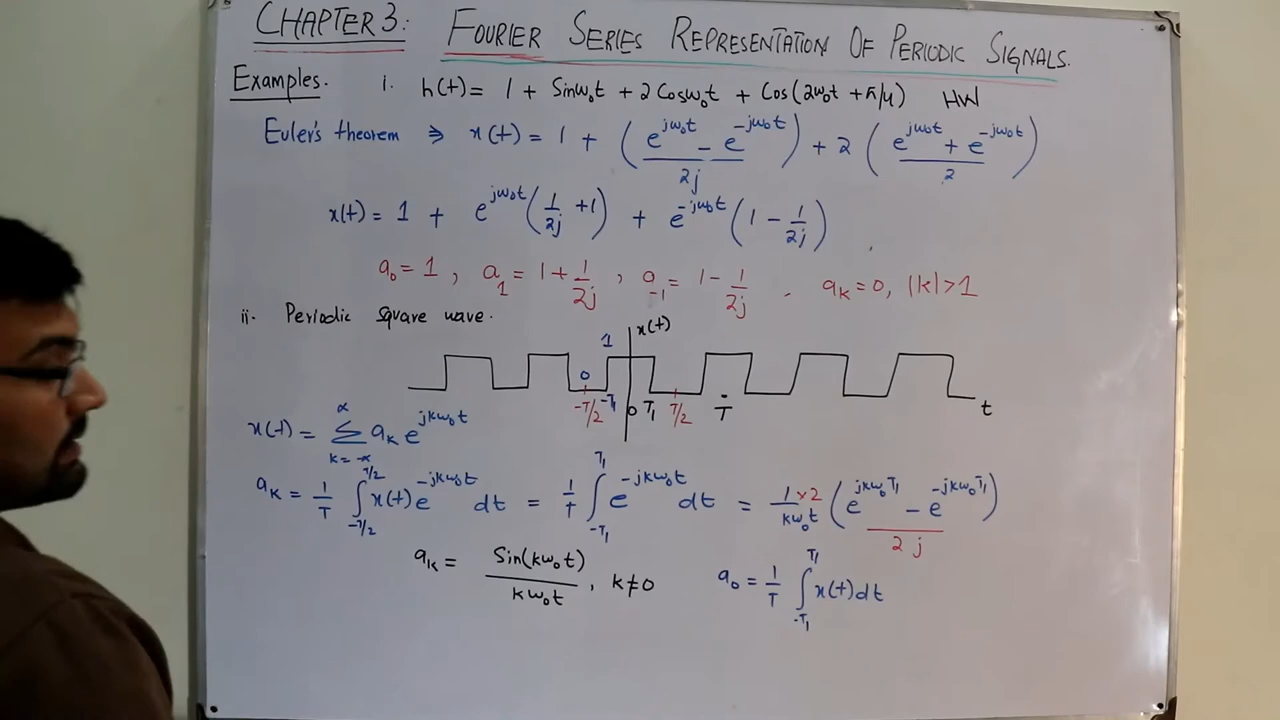 CHAPTER 3: FOURIER SERIES REPRESENTATION OF PERIODIC SIGNALS.
Examples. i. h(t) = 1 + Sinω₀t + 2 Cosω₀t + Cos(2ω₀t + π/4) HW
Euler's theorem ⇒ x(t) = 1 + ( (e^{jω₀t} - e^{-jω₀t}) / 2j ) + 2 ( (e^{jω₀t} + e^{-jω₀t}) / 2 )
x(t) = 1 + e^{jω₀t} (1/2j + 1) + e^{-jω₀t} (1 - 1/2j)
a₀ = 1, a₁ = 1 + 1/2j, a₋₁ = 1 - 1/2j. aₖ = 0, |k| > 1
ii. Periodic square wave.
1 x(t)
0
-T/2 -T₁ 0 T₁ T/2 T t
x(t) = Σ_{k=-∞}^{∞} aₖ e^{jkω₀t}
aₖ = 1/T ∫_{-T/2}^{T/2} x(t) e^{-jkω₀t} dt = 1/T ∫_{-T₁}^{T₁} e^{-jkω₀t} dt = (1×2)/(kω₀t) ( (e^{jkω₀T₁} - e^{-jkω₀T₁}) / 2j )
aₖ = Sin(kω₀t) / kω₀t, k≠0 a₀ = 1/T ∫_{-T₁}^{T₁} x(t) dt